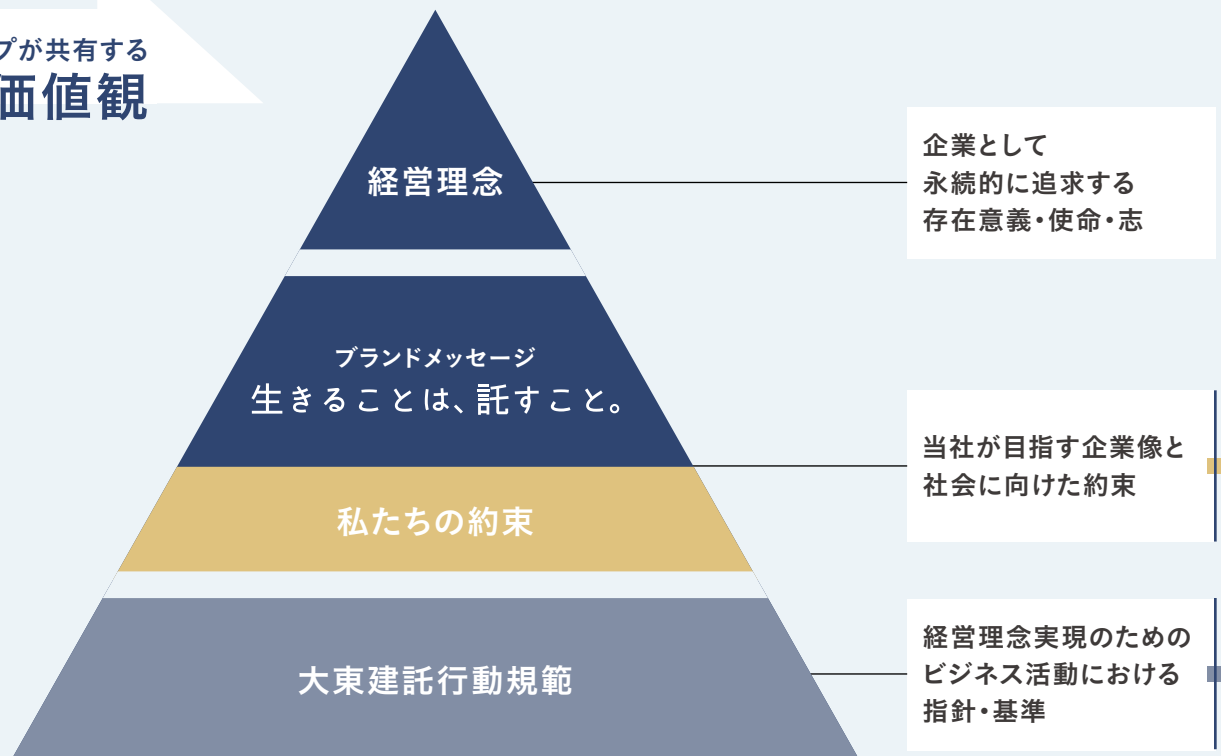 プが共有する
価値観
経営理念
企業として
永続的に追求する
存在意義・使命・志
ブランドメッセージ
生きることは、託すこと。
当社が目指す企業像と
社会に向けた約束
私たちの約束
経営理念実現のための
ビジネス活動における
指針・基準
大東建託行動規範